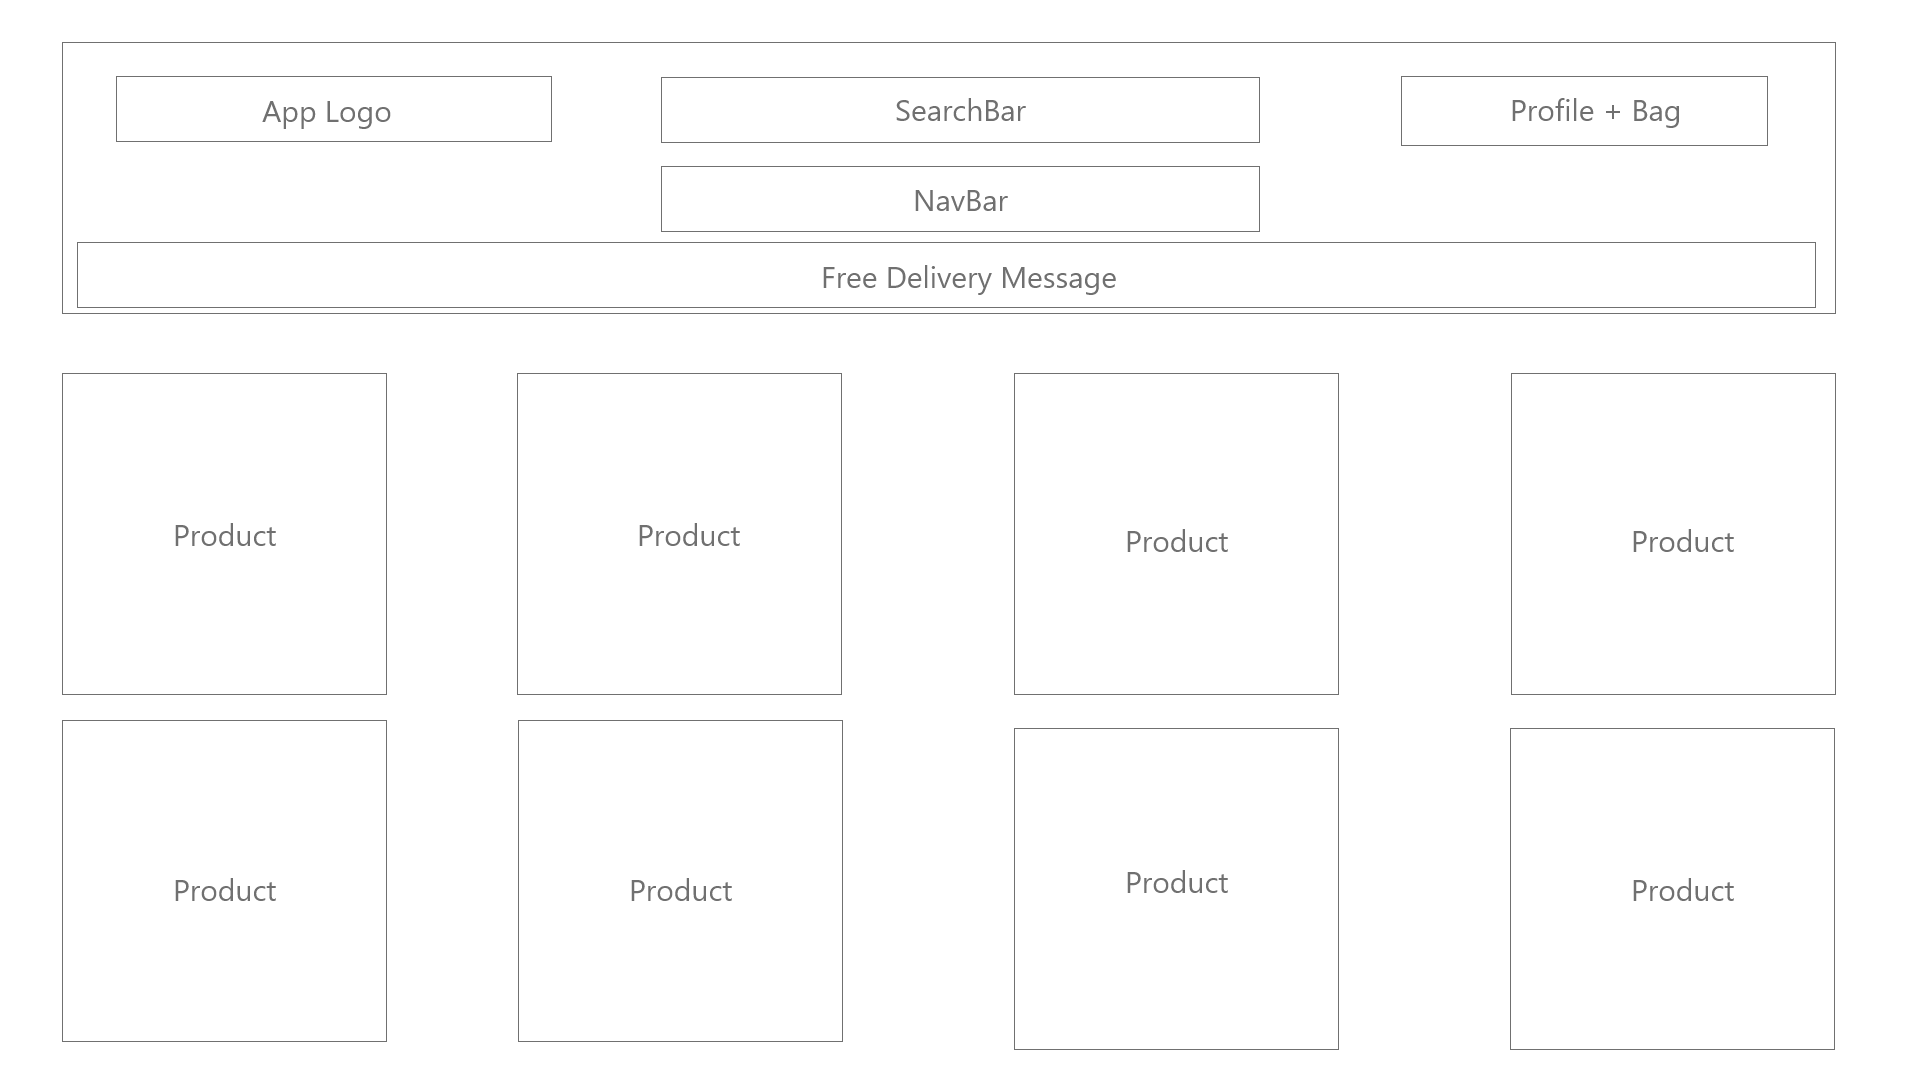 App Logo
SearchBar
Profile + Bag
NavBar
Free Delivery Message
Product
Product
Product
Product
Product
Product
Product
Product